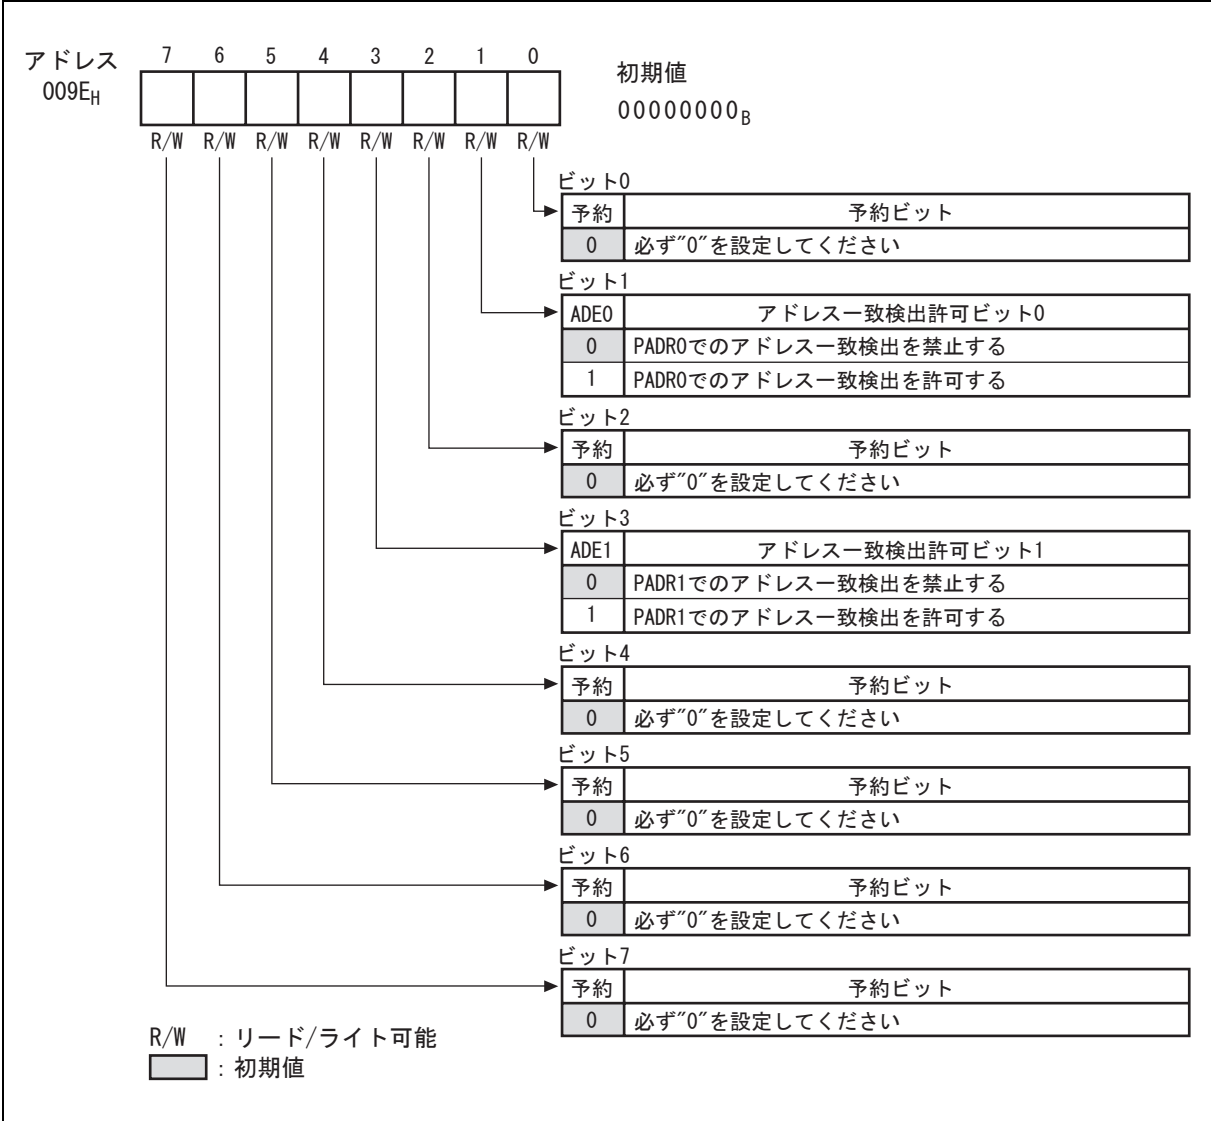 アドレス 7 6 5 4 3 2 1 0
009EH
初期値
00000000B
R/W R/W R/W R/W R/W R/W R/W R/W
ビット0
予約 予約ビット
0 必ず"0"を設定してください
ビット1
ADE0 アドレス一致検出許可ビット0
0 PADR0でのアドレス一致検出を禁止する
1 PADR0でのアドレス一致検出を許可する
ビット2
予約 予約ビット
0 必ず"0"を設定してください
ビット3
ADE1 アドレス一致検出許可ビット1
0 PADR1でのアドレス一致検出を禁止する
1 PADR1でのアドレス一致検出を許可する
ビット4
予約 予約ビット
0 必ず"0"を設定してください
ビット5
予約 予約ビット
0 必ず"0"を設定してください
ビット6
予約 予約ビット
0 必ず"0"を設定してください
ビット7
予約 予約ビット
0 必ず"0"を設定してください
R/W :リード/ライト可能
:初期値